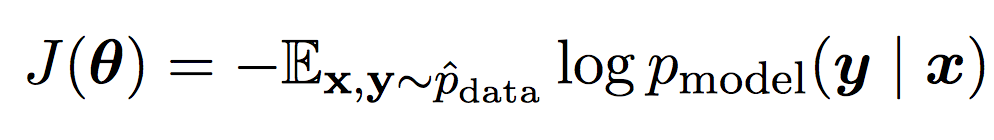 J(θ) = −𝔼_{x,y∼p̂_data} log p_model(y | x)